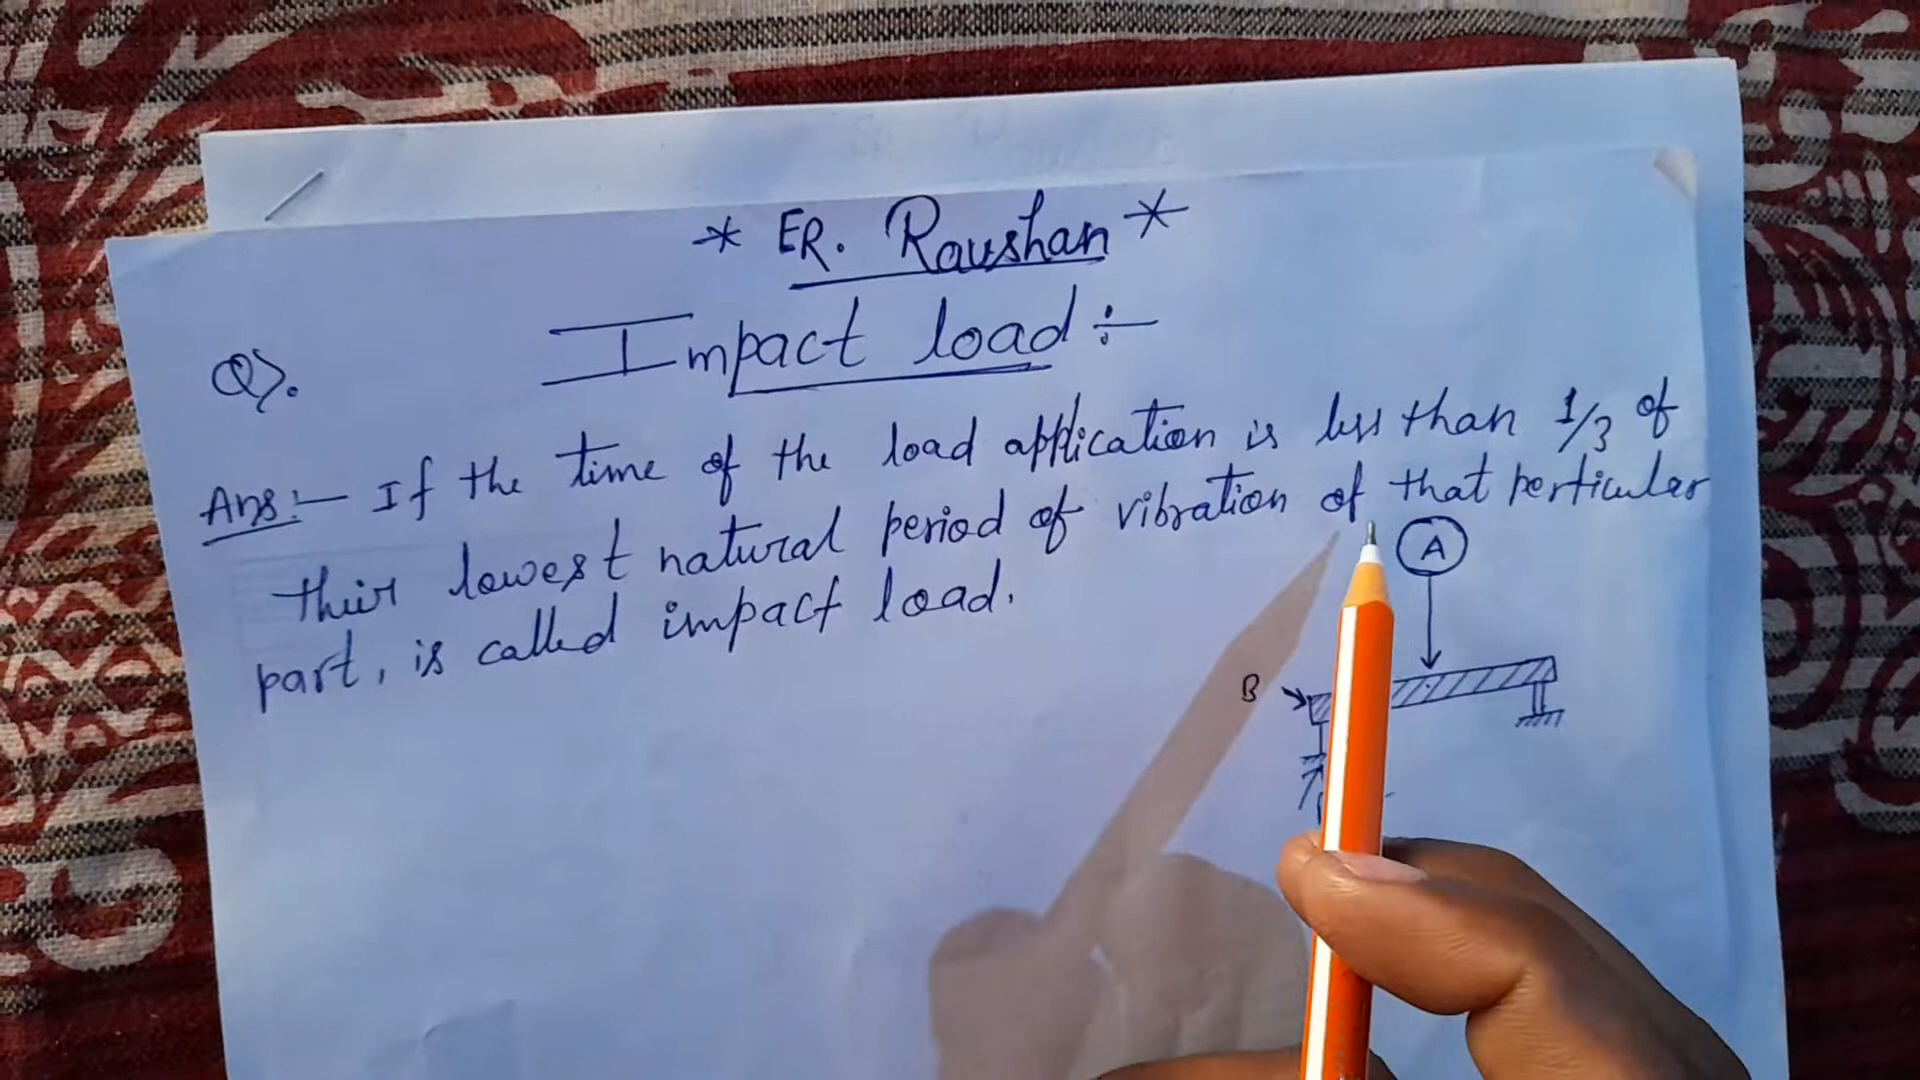 * ER. Raushan *
Impact load :-
Q).
Ans:- If the time of the load application is less than 1/3 of
thier lowest natural period of vibration of that perticular
part, is called impact load.
A
B